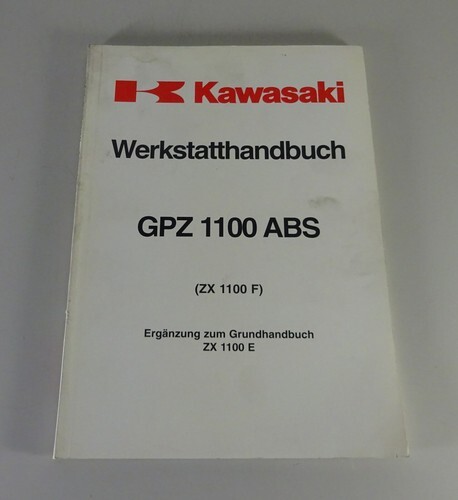 Kawasaki
Werkstatthandbuch
GPZ 1100 ABS
(ZX 1100 F)
Ergänzung zum Grundhandbuch
ZX 1100 E